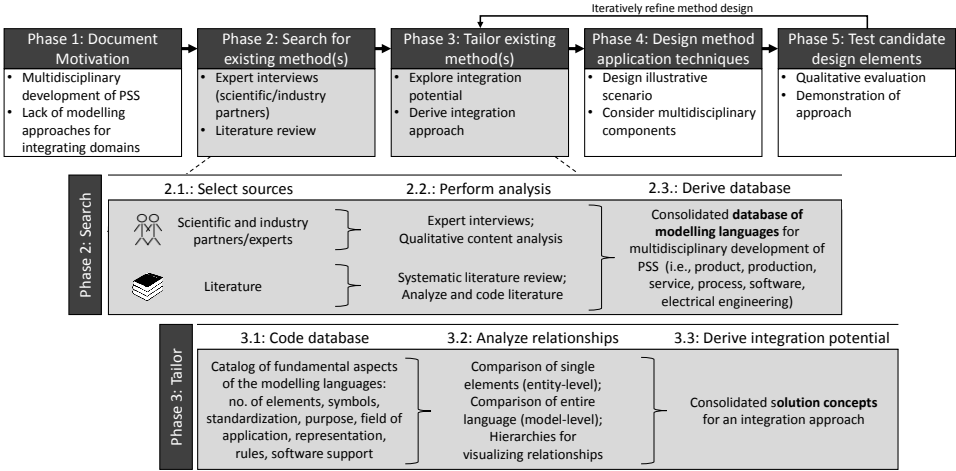 Iteratively refine method design
Phase 1: Document
Motivation
• Multidisciplinary
development of PSS
• Lack of modelling
approaches for
integrating domains
Phase 2: Search for
existing method(s)
• Expert interviews
(scientific/industry
partners)
• Literature review
Phase 3: Tailor existing
method(s)
• Explore integration
potential
• Derive integration
approach
Phase 4: Design method
application techniques
• Design illustrative
scenario
• Consider multidisciplinary
components
Phase 5: Test candidate
design elements
• Qualitative evaluation
• Demonstration of
approach
Phase 2: Search
2.1.: Select sources
Scientific and industry
partners/experts
Literature
2.2.: Perform analysis
Expert interviews;
Qualitative content analysis
Systematic literature review;
Analyze and code literature
2.3.: Derive database
Consolidated database of
modelling languages for
multidisciplinary development of
PSS (i.e., product, production,
service, process, software,
electrical engineering)
Phase 3: Tailor
3.1: Code database
Catalog of fundamental aspects
of the modelling languages:
no. of elements, symbols,
standardization, purpose, field of
application, representation,
rules, software support
3.2: Analyze relationships
Comparison of single
elements (entity-level);
Comparison of entire
language (model-level);
Hierarchies for
visualizing relationships
3.3: Derive integration potential
Consolidated solution concepts
for an integration approach